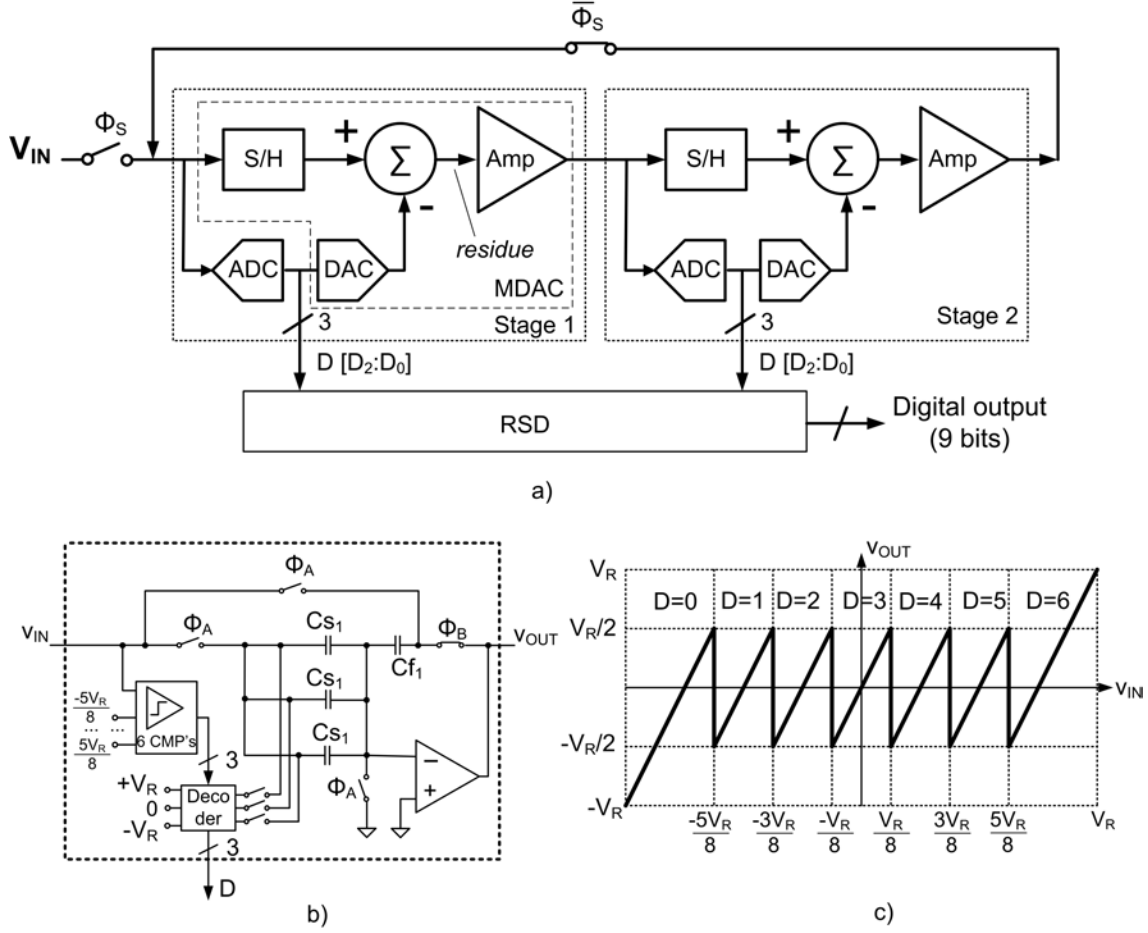 Φ̅S
ΦS
VIN
S/H
+
Σ
-
Amp
residue
ADC
DAC
MDAC
3
Stage 1
D [D2:D0]
S/H
+
Σ
-
Amp
ADC
DAC
3
Stage 2
D [D2:D0]
RSD
Digital output
(9 bits)
a)
ΦA
vIN
ΦA
Cs1
Cf1
ΦB
vOUT
Cs1
Cs1
-5VR
8
... ...
5VR
8
6 CMP's
3
+VR
0
-VR
Deco
der
ΦA
−
+
3
D
b)
vOUT
VR
D=0 D=1 D=2 D=3 D=4 D=5 D=6
VR/2
vIN
-VR/2
-VR
-5VR -3VR -VR VR 3VR 5VR VR
8 8 8 8 8 8
c)